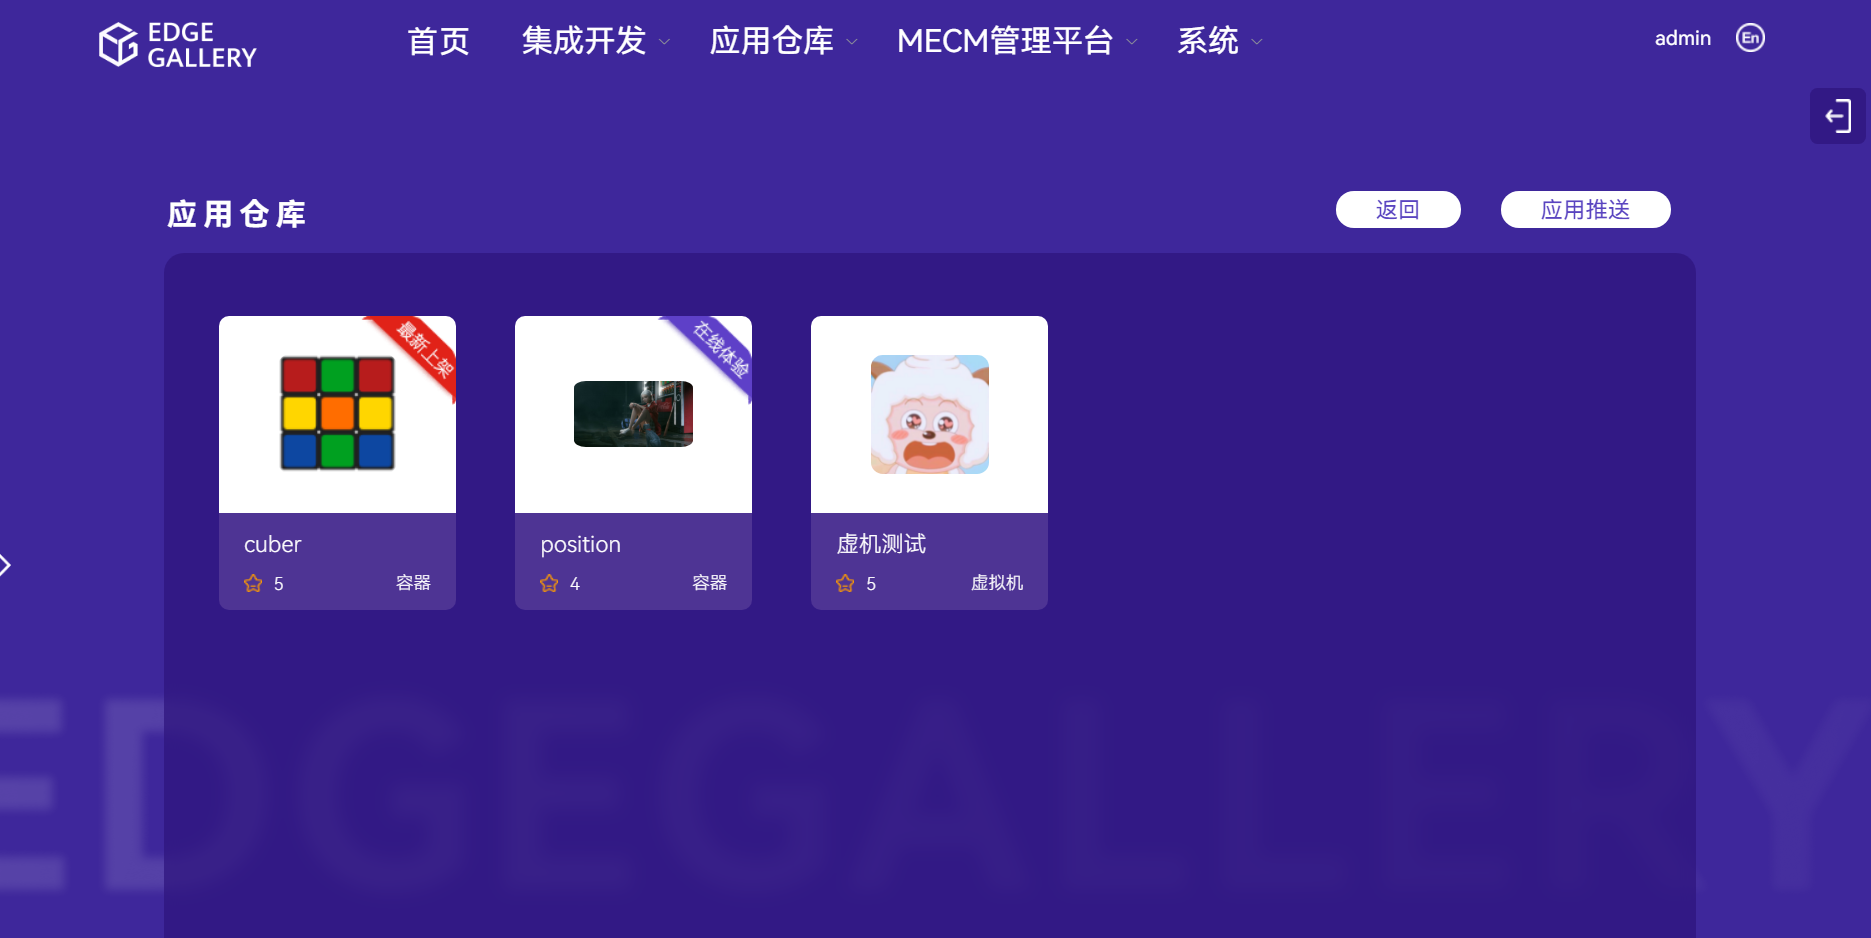 EDGE
GALLERY
首页 集成开发 应用仓库 MECM管理平台 系统 admin En
应用仓库 返回 应用推送
最新上架
在线体验
cuber
5 容器
position
4 容器
虚机测试
5 虚拟机
EDGEGALLERY